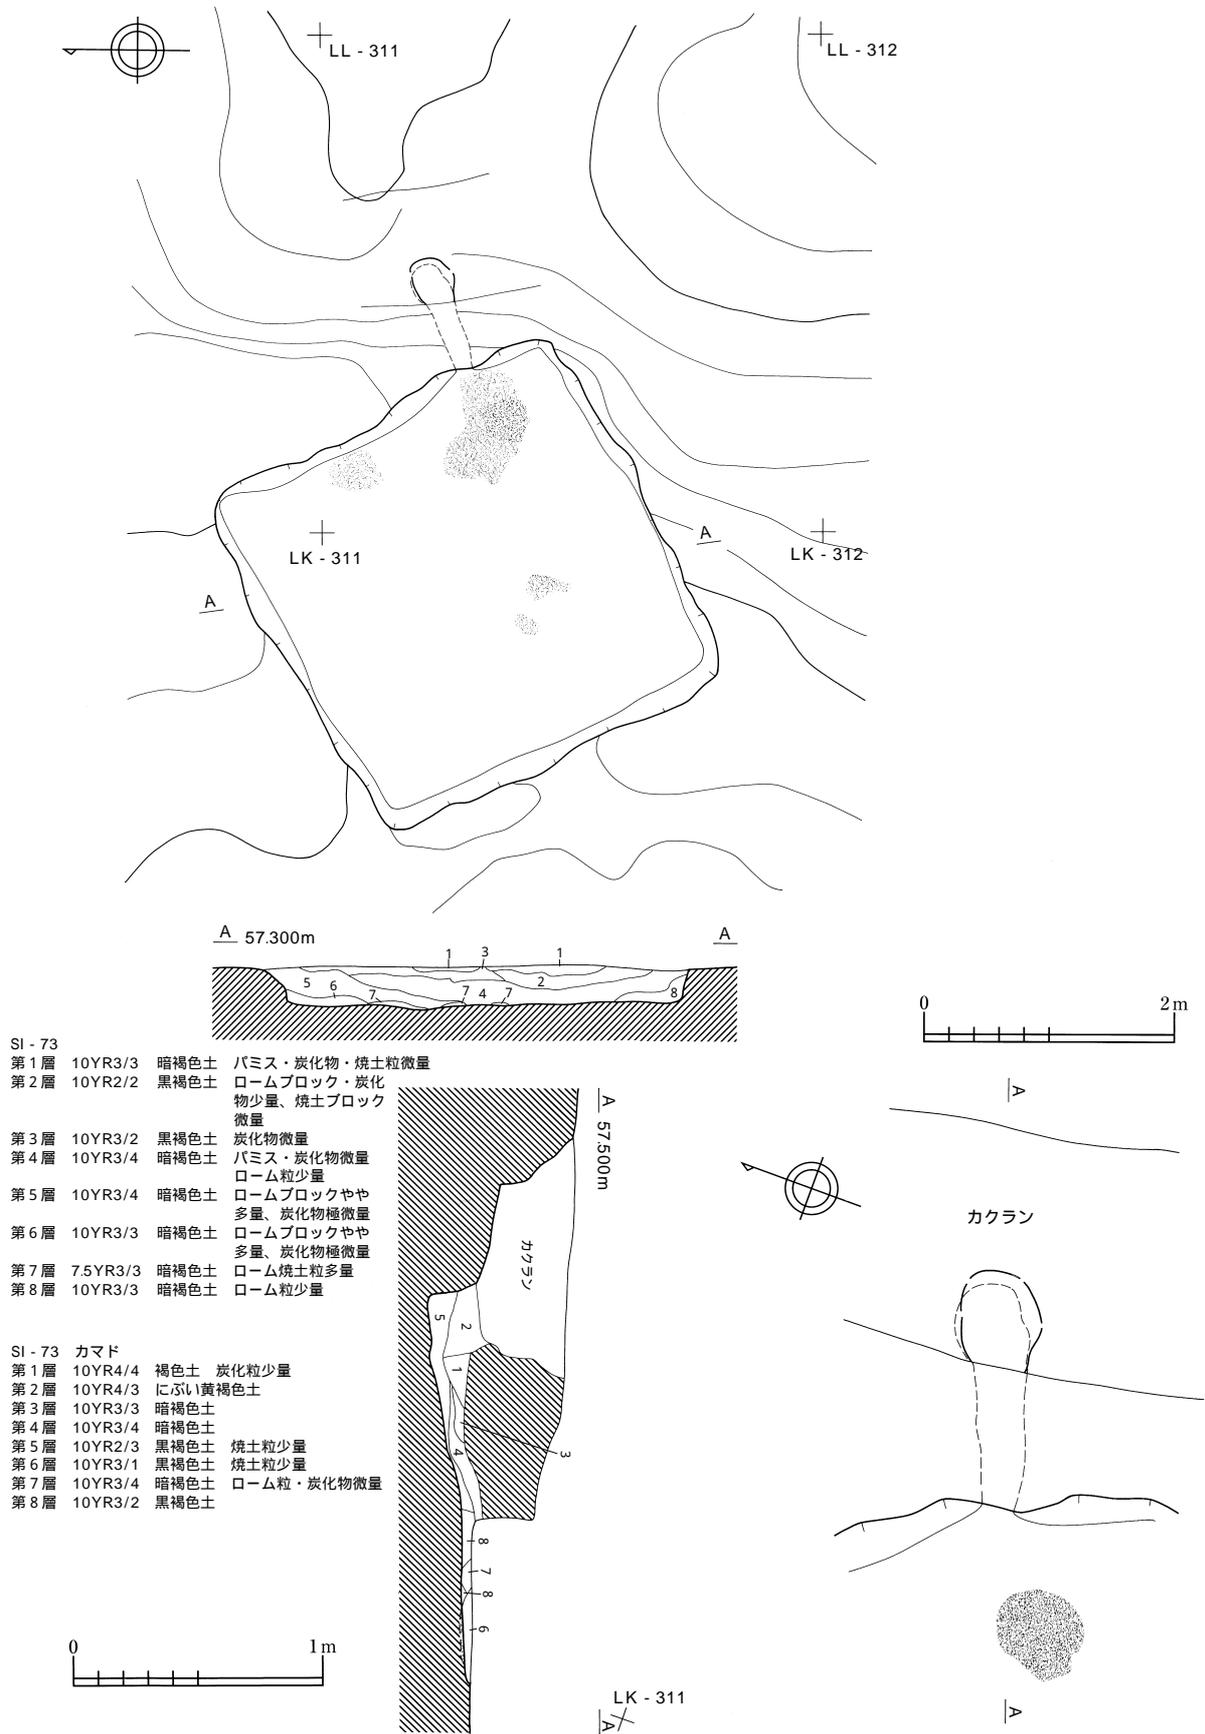 LL - 311
LL - 312
A
LK - 311
LK - 312
A
A 57.300m
A
1
3
1
5
6
7
7
4
7
2
8
0
2m
SI - 73
第1層 10YR3/3 暗褐色土 パミス・炭化物・焼土粒微量
第2層 10YR2/2 黒褐色土 ロームブロック・炭化
物少量、焼土ブロック
微量
第3層 10YR3/2 黒褐色土 炭化物微量
第4層 10YR3/4 暗褐色土 パミス・炭化物微量
ローム粒少量
第5層 10YR3/4 暗褐色土 ロームブロックやや
多量、炭化物極微量
第6層 10YR3/3 暗褐色土 ロームブロックやや
多量、炭化物極微量
第7層 7.5YR3/3 暗褐色土 ローム焼土粒多量
第8層 10YR3/3 暗褐色土 ローム粒少量
SI - 73 カマド
第1層 10YR4/4 褐色土 炭化粒少量
第2層 10YR4/3 にぶい黄褐色土
第3層 10YR3/3 暗褐色土
第4層 10YR3/4 暗褐色土
第5層 10YR2/3 黒褐色土 焼土粒少量
第6層 10YR3/1 黒褐色土 焼土粒少量
第7層 10YR3/4 暗褐色土 ローム粒・炭化物微量
第8層 10YR3/2 黒褐色土
0
1m
A 57.500m
カクラン
5
2
1
3
4
8
7
8
6
LK - 311
A
A
カクラン
A